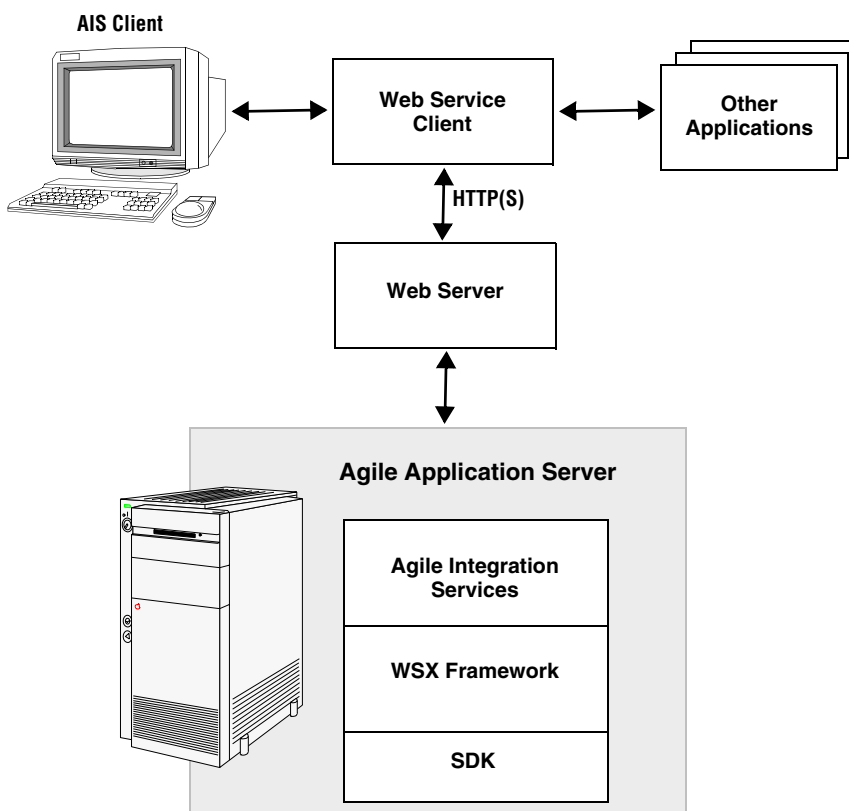 AIS Client
Web Service
Client
Other
Applications
HTTP(S)
Web Server
Agile Application Server
Agile Integration
Services
WSX Framework
SDK